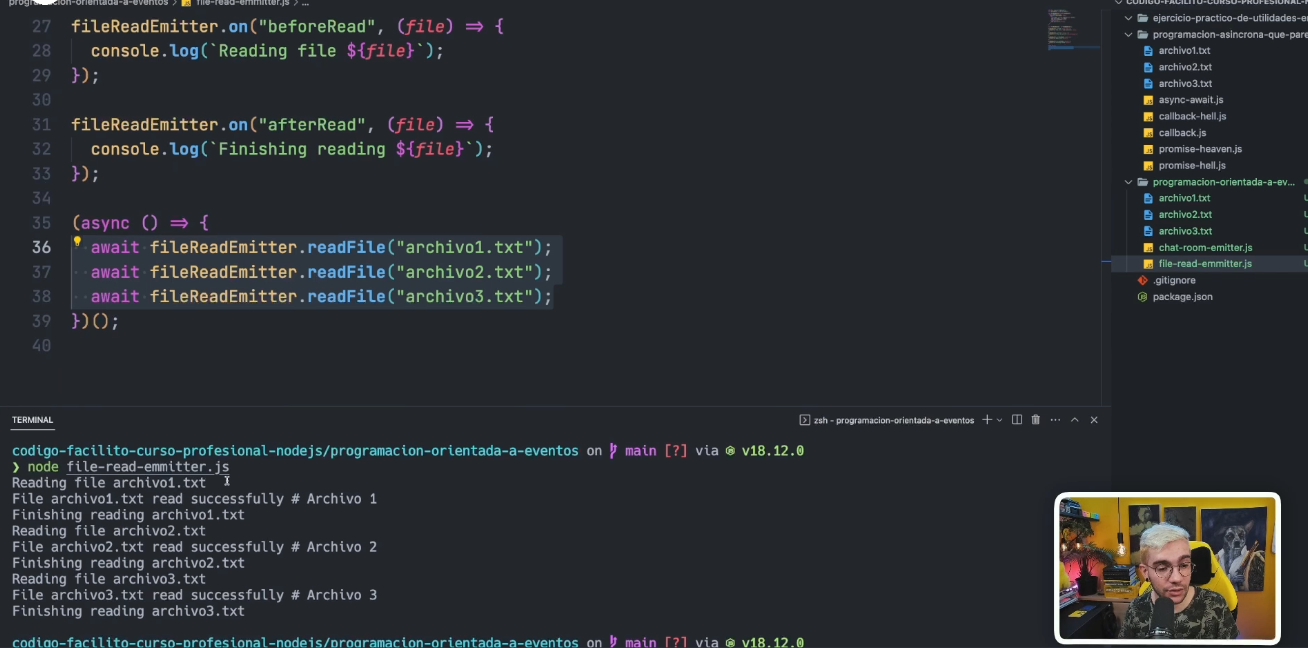 programacion-orientada-a-eventos > file-read-emmitter.js > ...
27 fileReadEmitter.on("beforeRead", (file) => {
28 console.log(`Reading file ${file}`);
29 });
30
31 fileReadEmitter.on("afterRead", (file) => {
32 console.log(`Finishing reading ${file}`);
33 });
34
35 (async () => {
36 await fileReadEmitter.readFile("archivo1.txt");
37 await fileReadEmitter.readFile("archivo2.txt");
38 await fileReadEmitter.readFile("archivo3.txt");
39 })();
40
CODIGO-FACILITO-CURSO-PROFESIONAL-
ejercicio-practico-de-utilidades-
programacion-asincrona-que-pare
archivo1.txt
archivo2.txt
archivo3.txt
async-await.js
callback-hell.js
callback.js
promise-heaven.js
promise-hell.js
programacion-orientada-a-ev...
archivo1.txt U
archivo2.txt U
archivo3.txt U
chat-room-emitter.js U
file-read-emmitter.js U
.gitignore
package.json
TERMINAL
zsh - programacion-orientada-a-eventos
codigo-facilito-curso-profesional-nodejs/programacion-orientada-a-eventos on main [?] via v18.12.0
❯ node file-read-emmitter.js
Reading file archivo1.txt
File archivo1.txt read successfully # Archivo 1
Finishing reading archivo1.txt
Reading file archivo2.txt
File archivo2.txt read successfully # Archivo 2
Finishing reading archivo2.txt
Reading file archivo3.txt
File archivo3.txt read successfully # Archivo 3
Finishing reading archivo3.txt
codigo-facilito-curso-profesional-nodejs/programacion-orientada-a-eventos on main [?] via v18.12.0